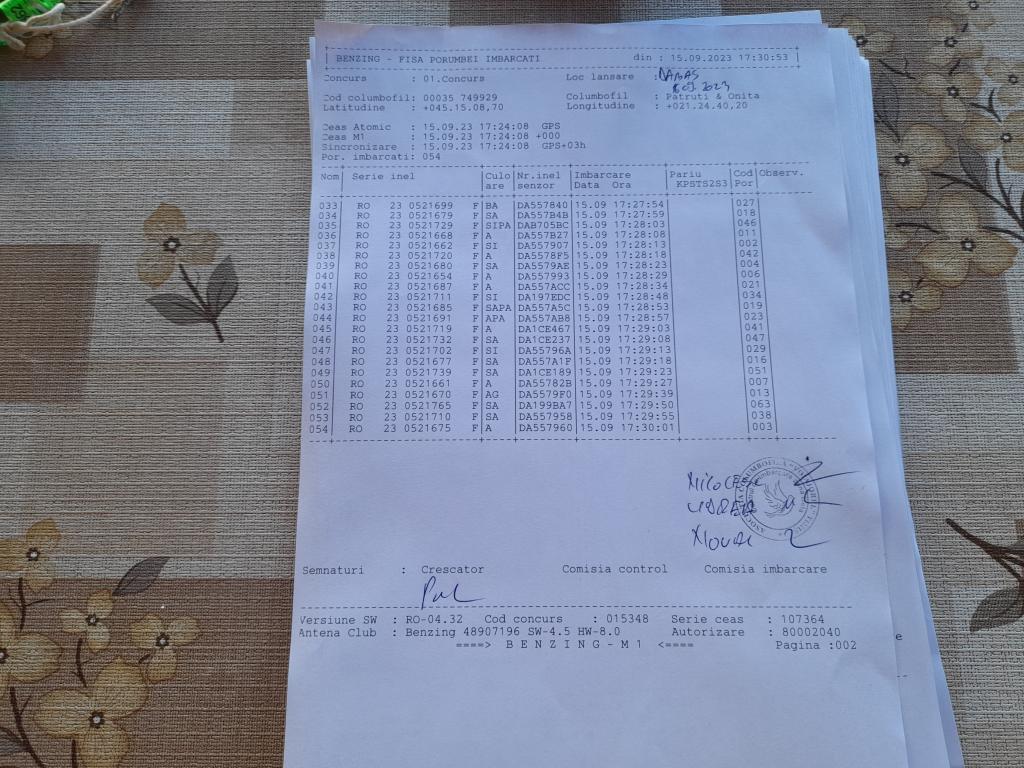 BENZING - FISA PORUMBEI IMBARCATI din : 15.09.2023 17:30:53
Concurs : 01.Concurs Loc lansare :
Cod columbofil: 00035 749929 Columbofil : Patruti & Onita
Latitudine : +045.15.08,70 Longitudine : +021.24.40,20
Ceas Atomic : 15.09.23 17:24:08 GPS
Ceas M1 : 15.09.23 17:24:08 +000
Sincronizare : 15.09.23 17:24:08 GPS+03h
Por. imbarcati: 054
Nom Serie inel Culo Nr.inel Imbarcare Pariu Cod Observ.
are senzor Data Ora KPSTS2S3 Por
033 RO 23 0521699 F BA DA557840 15.09 17:27:54 027
034 RO 23 0521679 F SA DA557B4B 15.09 17:27:59 018
035 RO 23 0521729 F SIPA DAB705BC 15.09 17:28:03 046
036 RO 23 0521668 F A DA557B27 15.09 17:28:08 011
037 RO 23 0521662 F SI DA557907 15.09 17:28:13 002
038 RO 23 0521720 F A DA5578F5 15.09 17:28:18 042
039 RO 23 0521680 F SA DA5579AE 15.09 17:28:23 004
040 RO 23 0521654 F A DA557993 15.09 17:28:29 006
041 RO 23 0521687 F A DA557ACC 15.09 17:28:34 021
042 RO 23 0521711 F SI DA197EDC 15.09 17:28:48 034
043 RO 23 0521685 F SAPA DA557A5C 15.09 17:28:53 019
044 RO 23 0521691 F APA DA557AB8 15.09 17:28:57 023
045 RO 23 0521719 F A DA1CE467 15.09 17:29:03 041
046 RO 23 0521732 F SA DA1CE237 15.09 17:29:08 047
047 RO 23 0521702 F SI DA55796A 15.09 17:29:13 029
048 RO 23 0521677 F SA DA557A1F 15.09 17:29:18 016
049 RO 23 0521739 F SA DA1CE189 15.09 17:29:23 051
050 RO 23 0521661 F A DA55782B 15.09 17:29:27 007
051 RO 23 0521670 F AG DA5579F0 15.09 17:29:39 013
052 RO 23 0521765 F SA DA199BA7 15.09 17:29:50 063
053 RO 23 0521710 F SA DA557958 15.09 17:29:55 038
054 RO 23 0521675 F A DA557960 15.09 17:30:01 003
Semnaturi : Crescator Comisia control Comisia imbarcare
Versiune SW : RO-04.32 Cod concurs : 015348 Serie ceas : 107364
Antena Club : Benzing 48907196 SW-4.5 HW-8.0 Autorizare : 80002040
====> B E N Z I N G - M 1 <==== Pagina :002